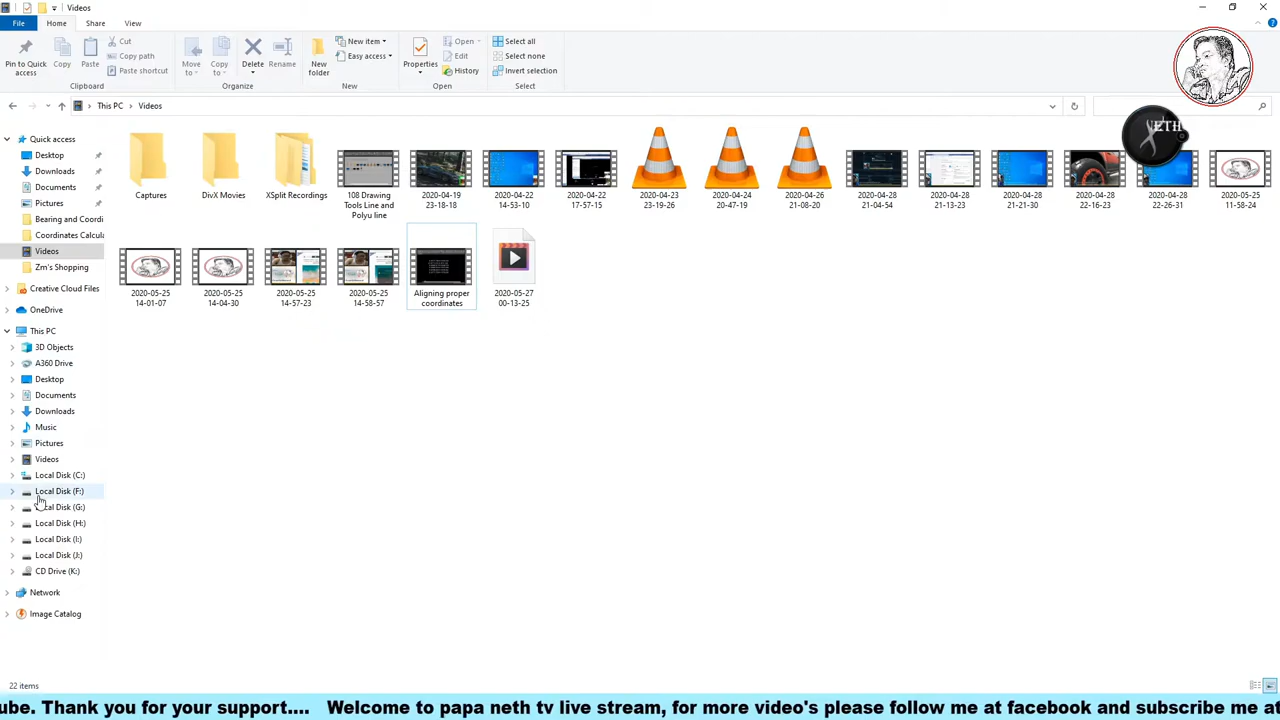 Videos
File
Home
Share
View
Pin to Quick access
Copy
Paste
Cut
Copy path
Paste shortcut
Move to
Copy to
Delete
Rename
New folder
New item
Easy access
Properties
Open
Edit
History
Select all
Select none
Invert selection
Clipboard
Organize
New
Open
Select
This PC
Videos
NETH
Quick access
Desktop
Downloads
Documents
Pictures
Bearing and Coordi
Coordinates Calcula
Videos
Zm's Shopping
Creative Cloud Files
OneDrive
This PC
3D Objects
A360 Drive
Desktop
Documents
Downloads
Music
Pictures
Videos
Local Disk (C:)
Local Disk (F:)
cal Disk (G:)
Local Disk (H:)
Local Disk (I:)
Local Disk (J:)
CD Drive (K:)
Network
Image Catalog
Captures
DivX Movies
XSplit Recordings
108 Drawing
Tools Line and
Polyu line
2020-04-19
23-18-18
2020-04-22
14-53-10
2020-04-22
17-57-15
2020-04-23
23-19-26
2020-04-24
20-47-19
2020-04-26
21-08-20
2020-04-28
21-04-54
2020-04-28
21-13-23
2020-04-28
21-21-30
2020-04-28
22-16-23
2020-04-28
22-26-31
2020-05-25
11-58-24
2020-05-25
14-01-07
2020-05-25
14-04-30
2020-05-25
14-57-23
2020-05-25
14-58-57
Aligning proper
coordinates
2020-05-27
00-13-25
22 items
ube. Thank you for your support.... Welcome to papa neth tv live stream, for more video's please follow me at facebook and subscribe me at